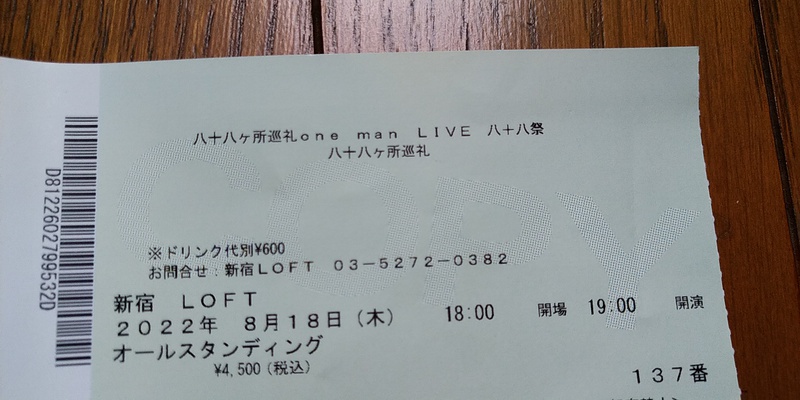 八十八ヶ所巡礼one man LIVE 八十八祭
八十八ヶ所巡礼
※ドリンク代別¥600
お問合せ：新宿LOFT 03-5272-0382
新宿 LOFT
2022年 8月18日（木） 18:00 開場 19:00 開演
オールスタンディング
¥4,500（税込）
137番
COPY
D8122602799532D